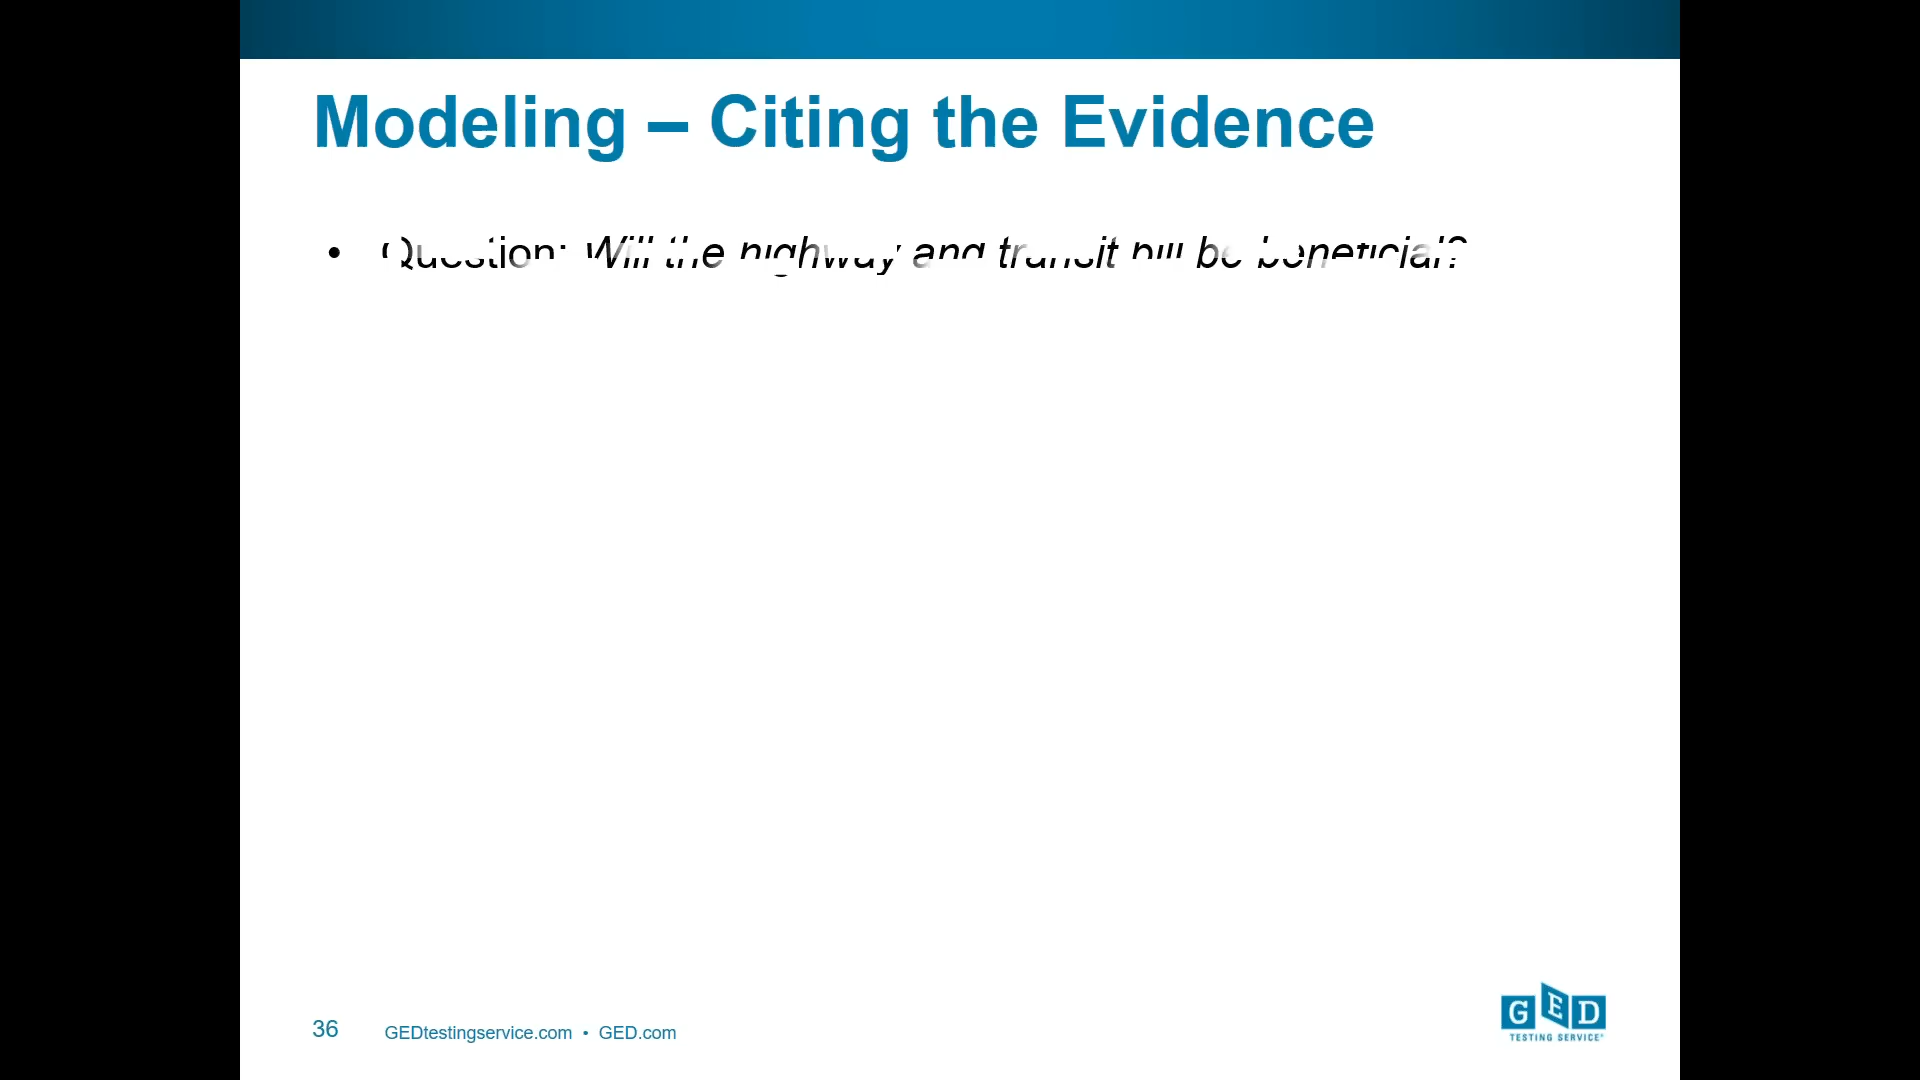 Modeling – Citing the Evidence
• Question: Will the highway and transit bill be beneficial?
36 GEDtestingservice.com • GED.com
GED
TESTING SERVICE